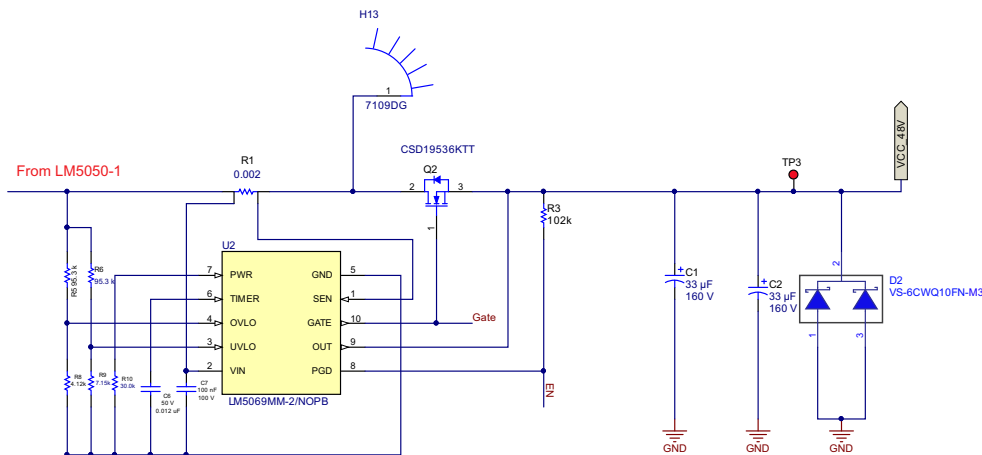 H13
1
7109DG
From LM5050-1
R1
0.002
CSD19536KTT
Q2
2
3
1
TP3
VCC_48V
R3
102k
U2
R5 95.3 k
R6
95.3 k
7 PWR GND 5
6 TIMER SEN 1
4 OVLO GATE 10
3 UVLO OUT 9
2 VIN PGD 8
LM5069MM-2/NOPB
Gate
EN
R8
4.12k
R9
7.15k
R10
30.0k
C6
50 V
0.012 uF
C7
100 nF
100 V
+
C1
33 µF
160 V
+
C2
33 µF
160 V
2
D2
VS-6CWQ10FN-M3
1
3
GND
GND
GND